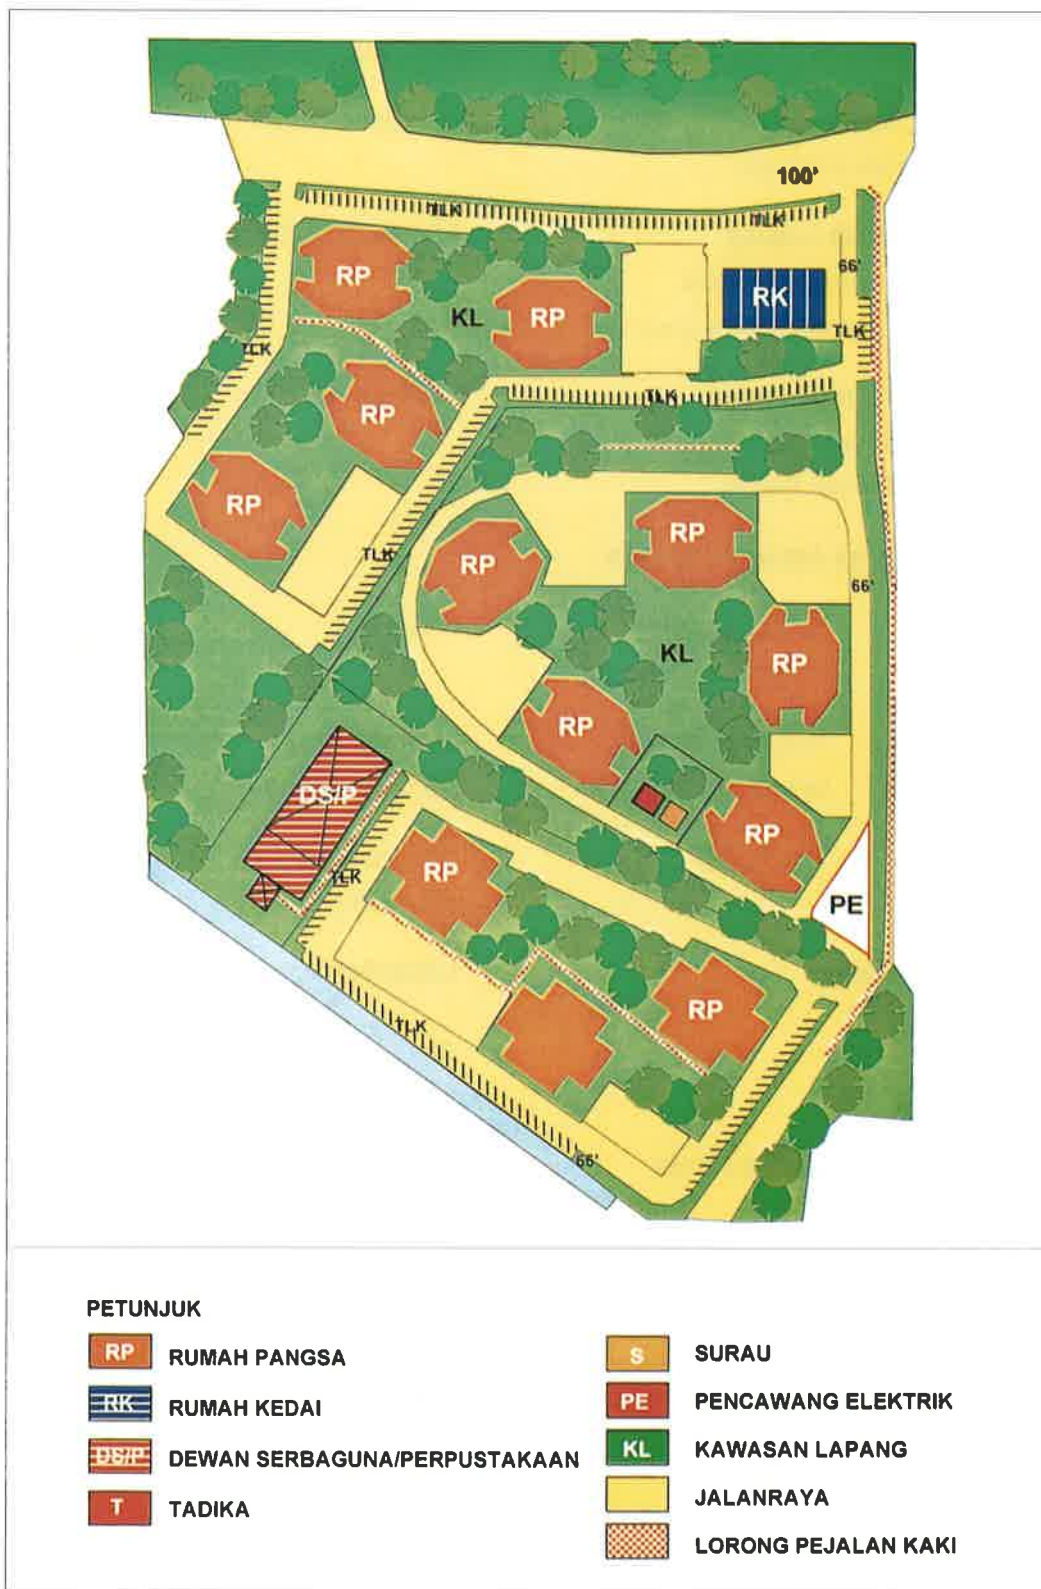 100'
TLK
TLK
RP
66'
RK
RP
KL
TLK
TLK
TLK
RP
RP
RP
TLK
RP
66'
KL
RP
RP
DS/P
RP
RP
TLK
PE
RP
TLK
66'
PETUNJUK
RP RUMAH PANGSA
RK RUMAH KEDAI
DS/P DEWAN SERBAGUNA/PERPUSTAKAAN
T TADIKA
S SURAU
PE PENCAWANG ELEKTRIK
KL KAWASAN LAPANG
JALANRAYA
LORONG PEJALAN KAKI